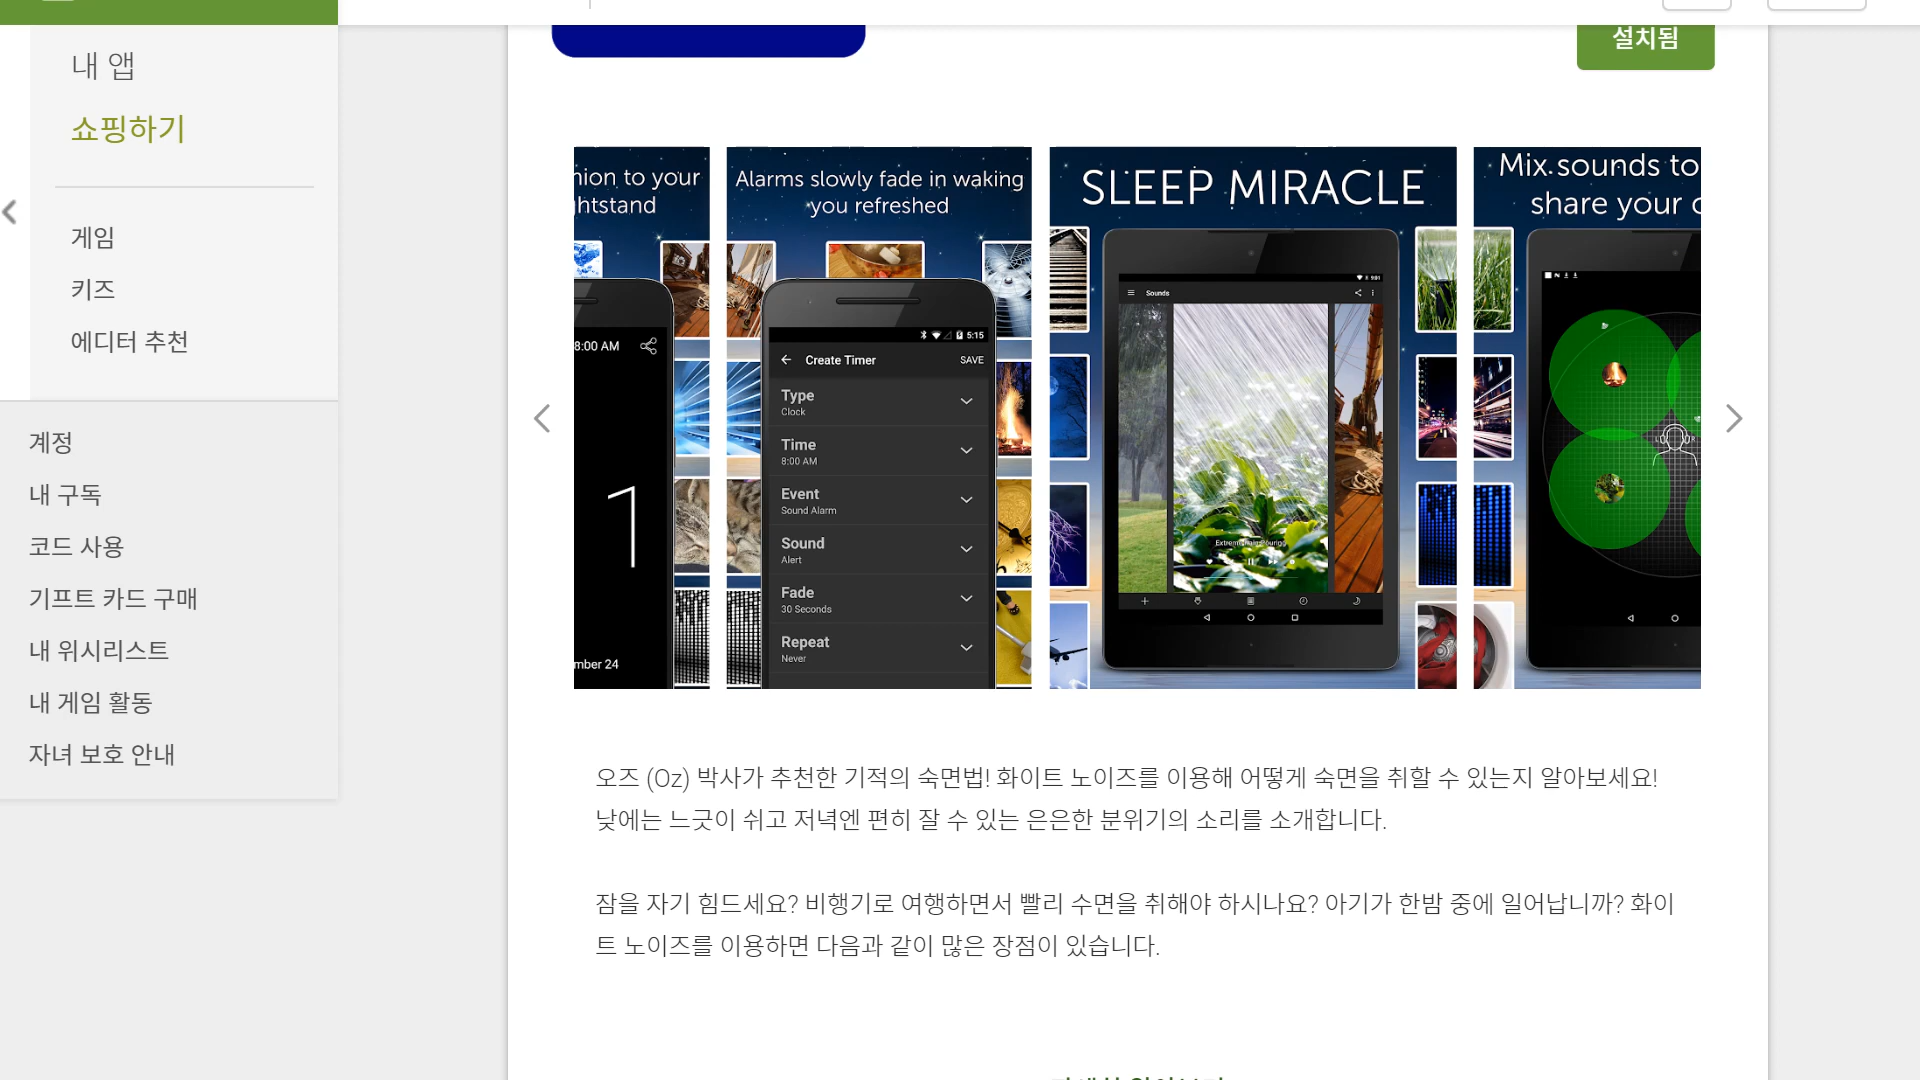 설치됨
내 앱
쇼핑하기
게임
키즈
에디터 추천
계정
내 구독
코드 사용
기프트 카드 구매
내 위시리스트
내 게임 활동
자녀 보호 안내
to your
8:00 AM
1
24
Alarms slowly fade in waking
you refreshed
5:15
Create Timer
SAVE
Type
Clock
Time
8:00 AM
Event
Sound Alarm
Sound
Alert
Fade
30 Seconds
Repeat
Never
SLEEP MIRACLE
Sounds
Mix sounds to
share your
오즈 (Oz) 박사가 추천한 기적의 숙면법! 화이트 노이즈를 이용해 어떻게 숙면을 취할 수 있는지 알아보세요!
낮에는 느긋이 쉬고 저녁엔 편히 잘 수 있는 은은한 분위기의 소리를 소개합니다.
잠을 자기 힘드세요? 비행기로 여행하면서 빨리 수면을 취해야 하시나요? 아기가 한밤 중에 일어납니까? 화이
트 노이즈를 이용하면 다음과 같이 많은 장점이 있습니다.